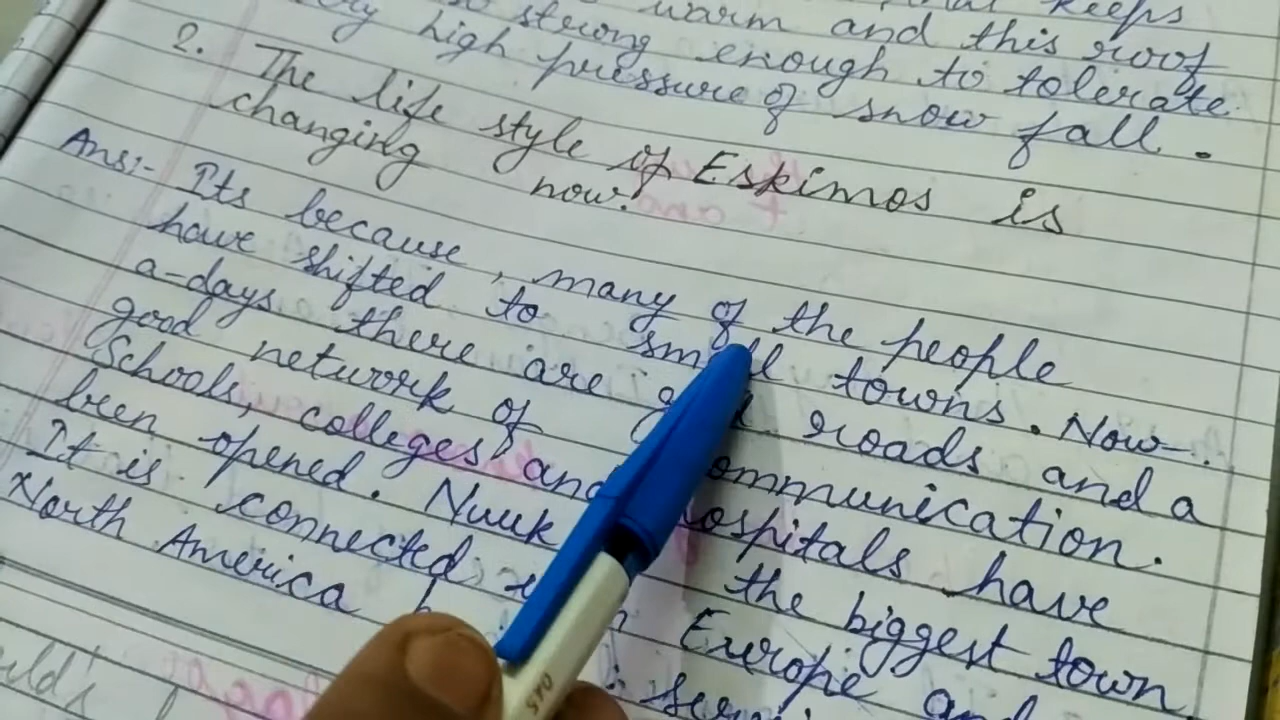 keeps
warm and this roof
strong enough to tolerate
high pressure of snow fall.
2. The life style of Eskimos is
changing now.
Ans:- Its because, many of the people
have shifted to small towns. Now-
a-days there are roads and a
good network of communication.
Schools, colleges and hospitals have
been opened. Nuuk the biggest town
It is connected Europe and
North America